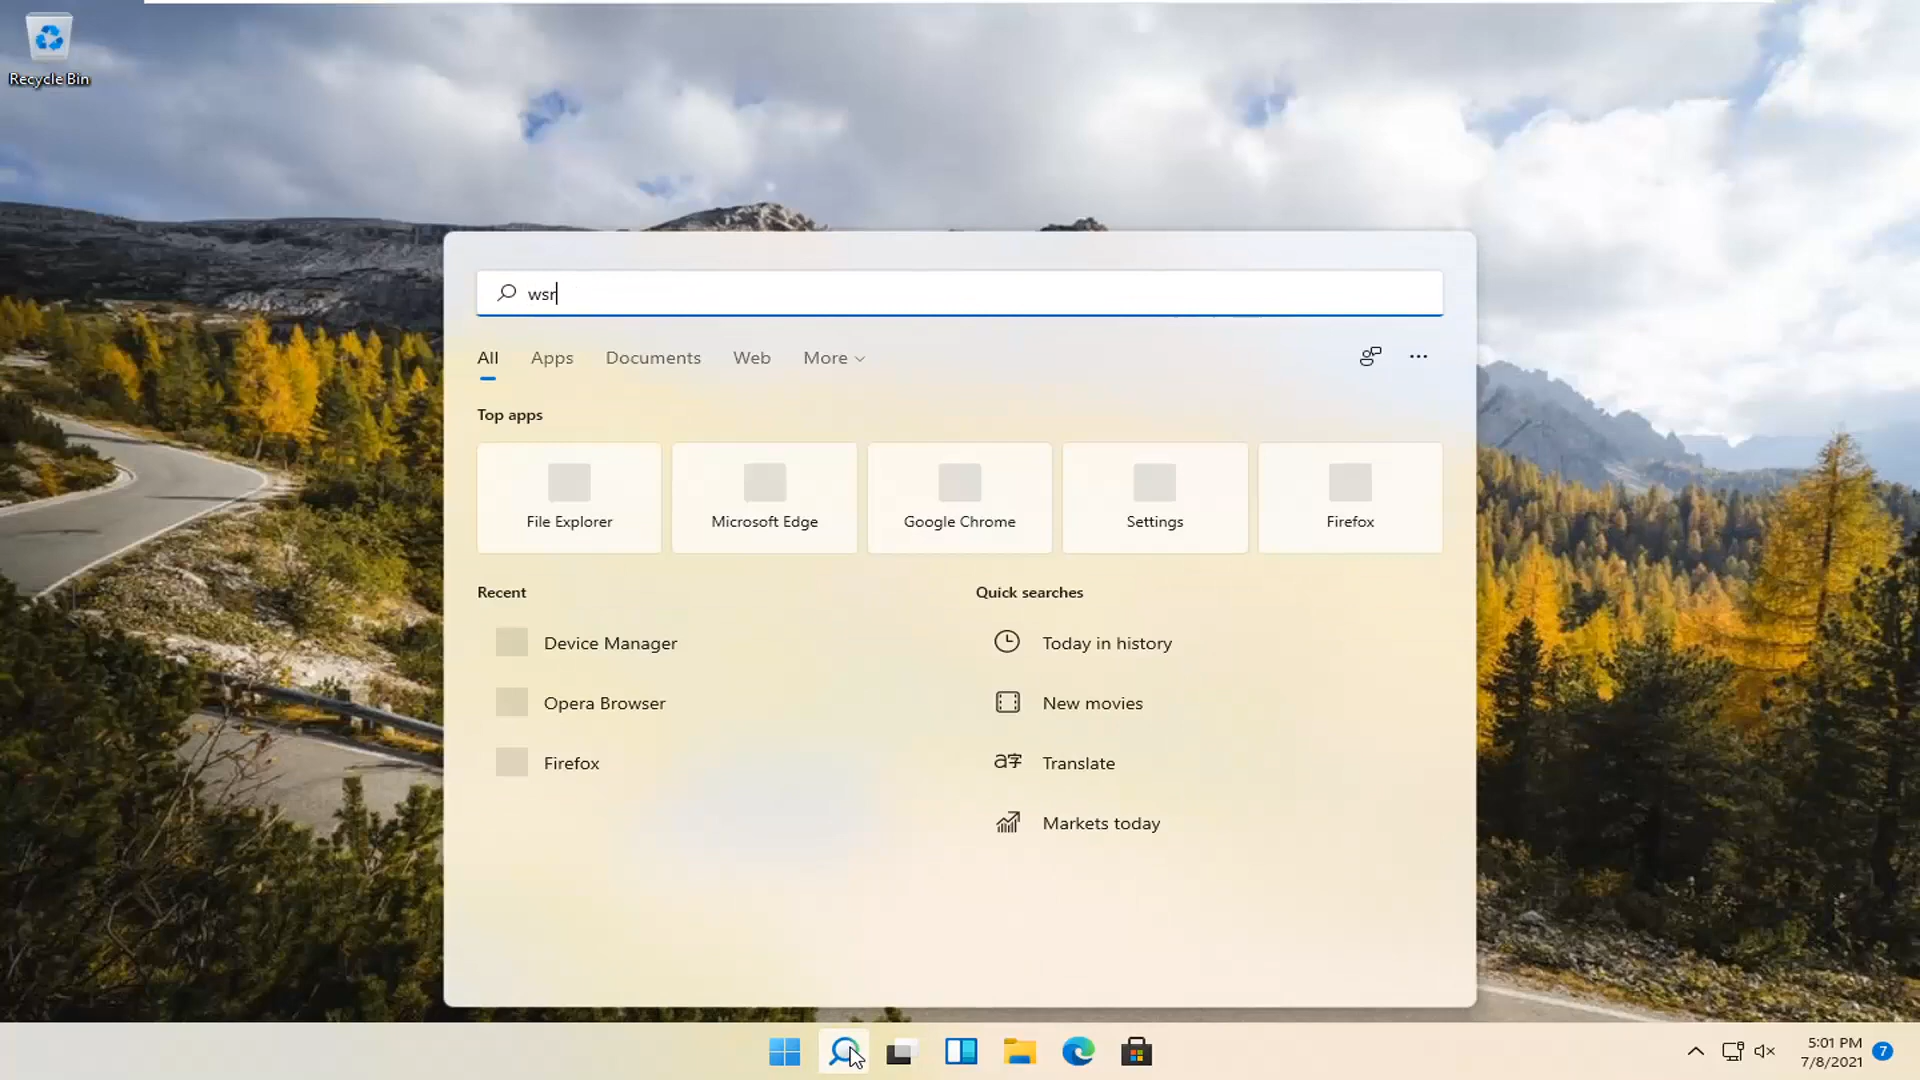 Recycle Bin
wsr
All Apps Documents Web More
Top apps
File Explorer Microsoft Edge Google Chrome Settings Firefox
Recent Quick searches
Device Manager Today in history
Opera Browser New movies
Firefox a字 Translate
Markets today
5:01 PM
7/8/2021 7